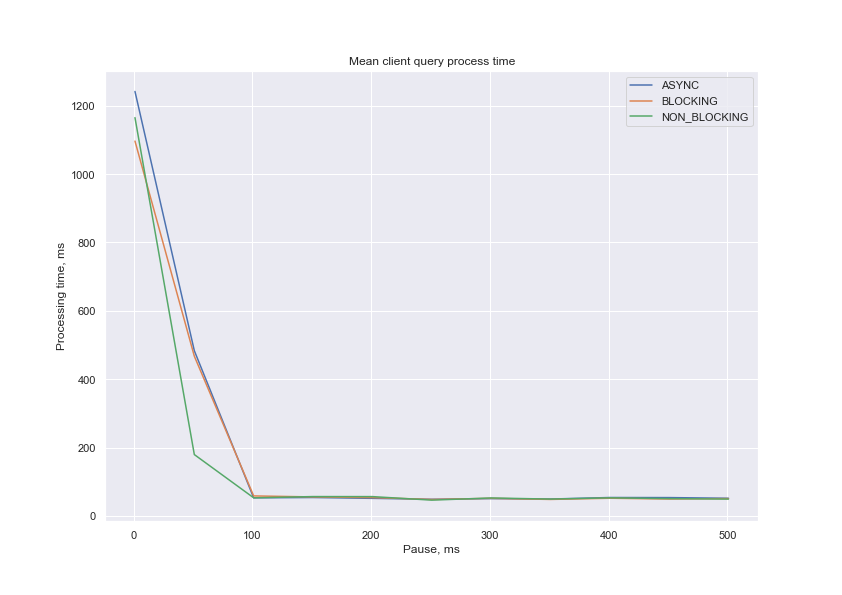 Mean client query process time
ASYNC
BLOCKING
NON_BLOCKING
1200
1000
800
600
400
200
0
Processing time, ms
0 100 200 300 400 500
Pause, ms